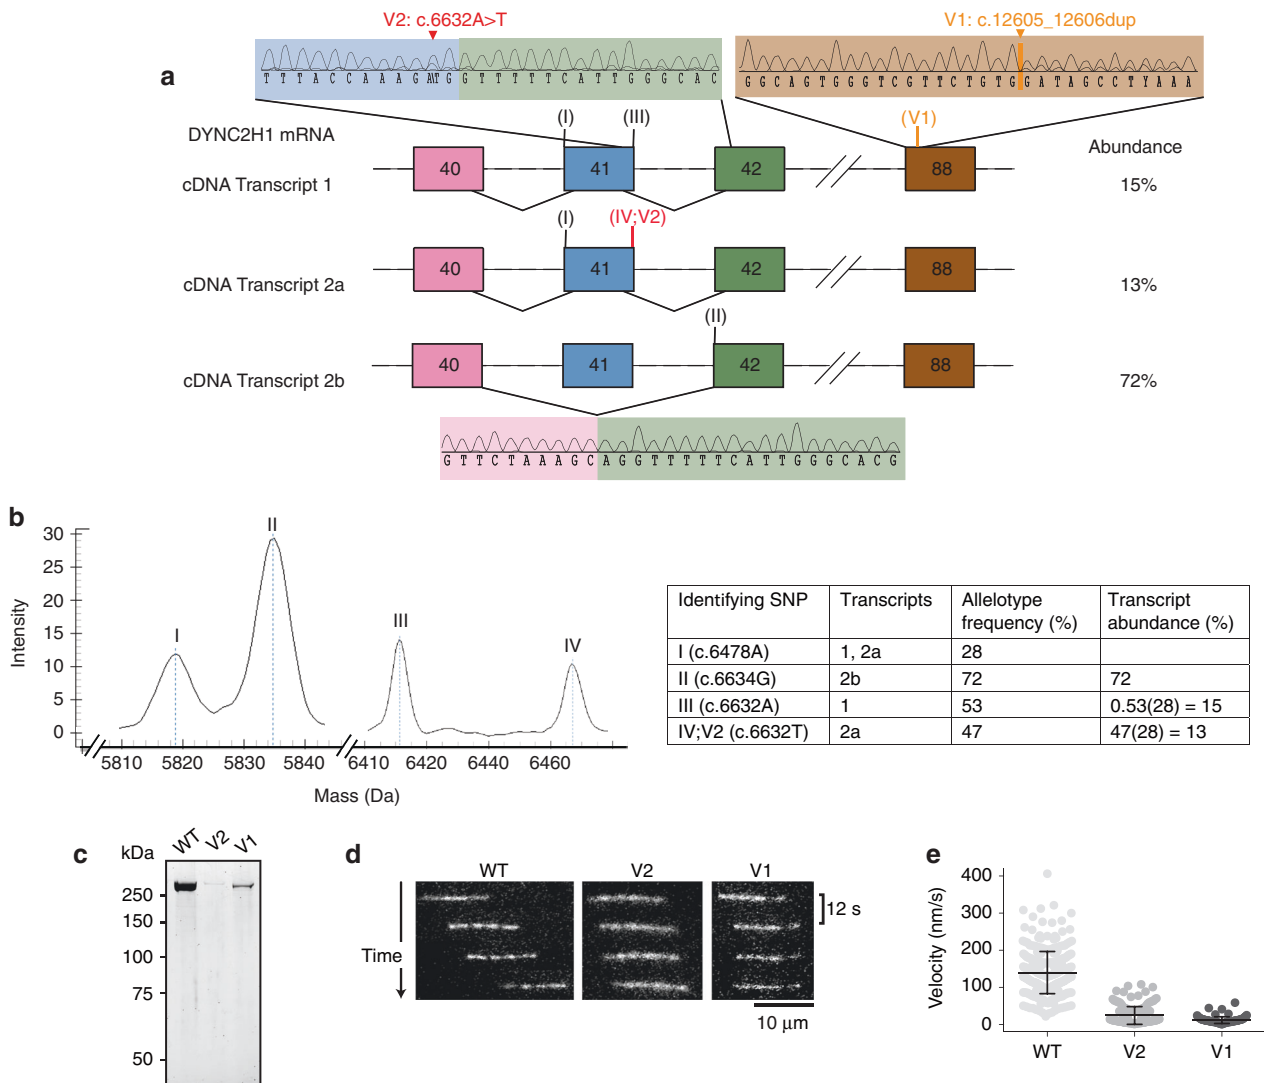 V2: c.6632A>T
V1: c.12605_12606dup
a
T T T A C C A A A G A T G G T T T T T C A T T G G G C A C
G G C A G T G G G T C G T T C T G T G G A T A G C C T Y A A A
DYNC2H1 mRNA
(I) (III) (V1)
Abundance
40 41 42 88
cDNA Transcript 1
15%
(I) (IV;V2)
40 41 42 88
cDNA Transcript 2a
13%
(II)
40 41 42 88
cDNA Transcript 2b
72%
G T T C T A A A G C A G G T T T T T C A T T G G G C A C G
b
Intensity
30
25
20
15
10
5
0
I II III IV
5810 5820 5830 5840 6410 6420 6440 6460
Mass (Da)
Identifying SNP Transcripts Allelotype frequency (%) Transcript abundance (%)
I (c.6478A) 1, 2a 28
II (c.6634G) 2b 72 72
III (c.6632A) 1 53 0.53(28) = 15
IV;V2 (c.6632T) 2a 47 47(28) = 13
c
kDa
WT V2 V1
250
150
100
75
50
d
WT V2 V1
12 s
Time
10 μm
e
Velocity (nm/s)
400
300
200
100
0
WT V2 V1